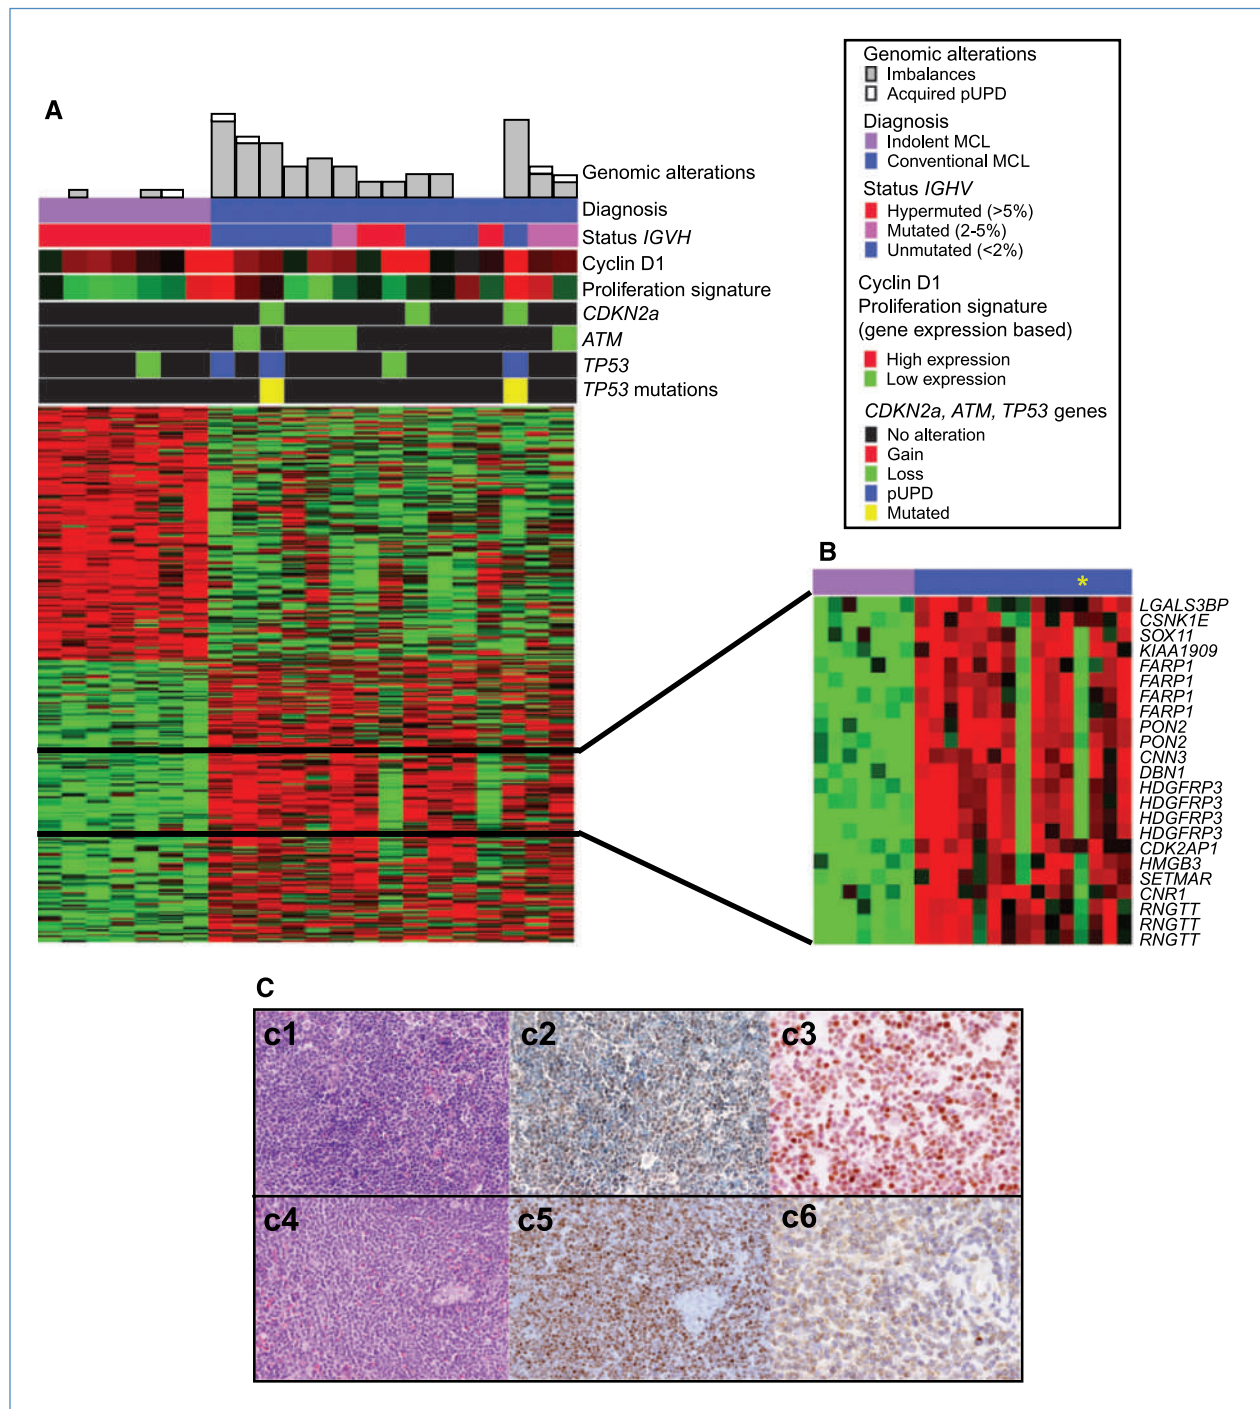 A
Genomic alterations
Diagnosis
Status IGVH
Cyclin D1
Proliferation signature
CDKN2a
ATM
TP53
TP53 mutations
Genomic alterations
Imbalances
Acquired pUPD
Diagnosis
Indolent MCL
Conventional MCL
Status IGHV
Hypermuted (>5%)
Mutated (2-5%)
Unmutated (<2%)
Cyclin D1
Proliferation signature
(gene expression based)
High expression
Low expression
CDKN2a, ATM, TP53 genes
No alteration
Gain
Loss
pUPD
Mutated
B
*
LGALS3BP
CSNK1E
SOX11
KIAA1909
FARP1
FARP1
FARP1
FARP1
PON2
PON2
CNN3
DBN1
HDGFRP3
HDGFRP3
HDGFRP3
HDGFRP3
CDK2AP1
HMGB3
SETMAR
CNR1
RNGTT
RNGTT
RNGTT
C
c1
c2
c3
c4
c5
c6